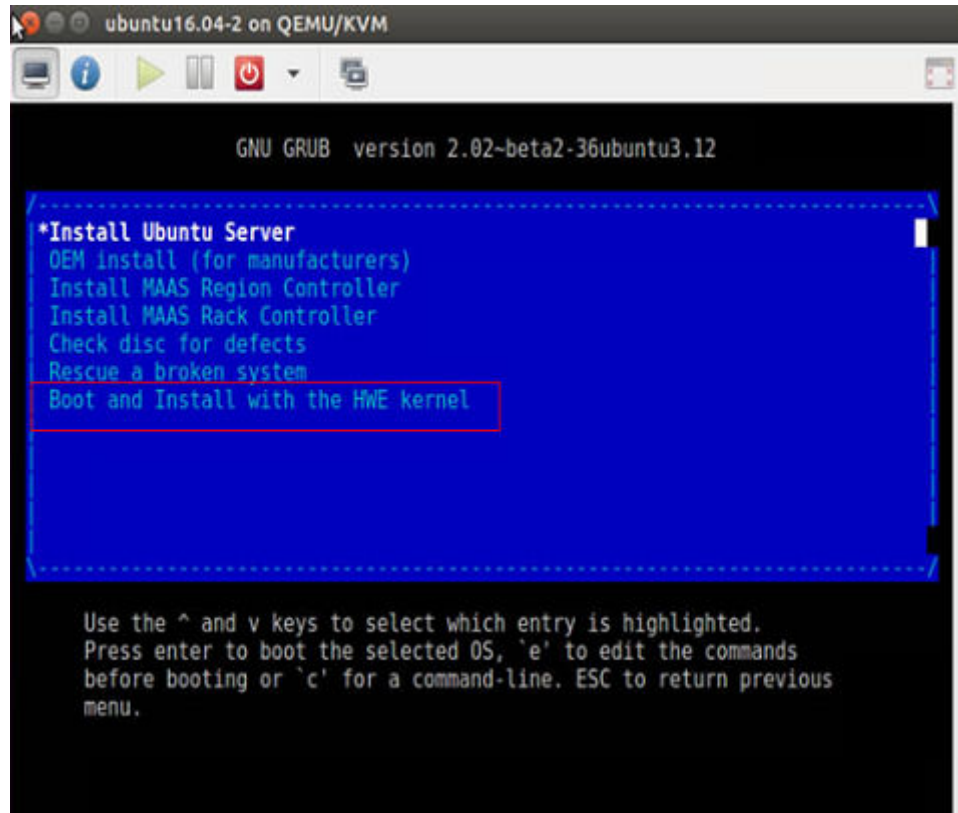 ubuntu16.04-2 on QEMU/KVM
GNU GRUB version 2.02~beta2-36ubuntu3.12
*Install Ubuntu Server
OEM install (for manufacturers)
Install MAAS Region Controller
Install MAAS Rack Controller
Check disc for defects
Rescue a broken system
Boot and Install with the HWE kernel
Use the ^ and v keys to select which entry is highlighted.
Press enter to boot the selected OS, `e' to edit the commands
before booting or `c' for a command-line. ESC to return previous
menu.